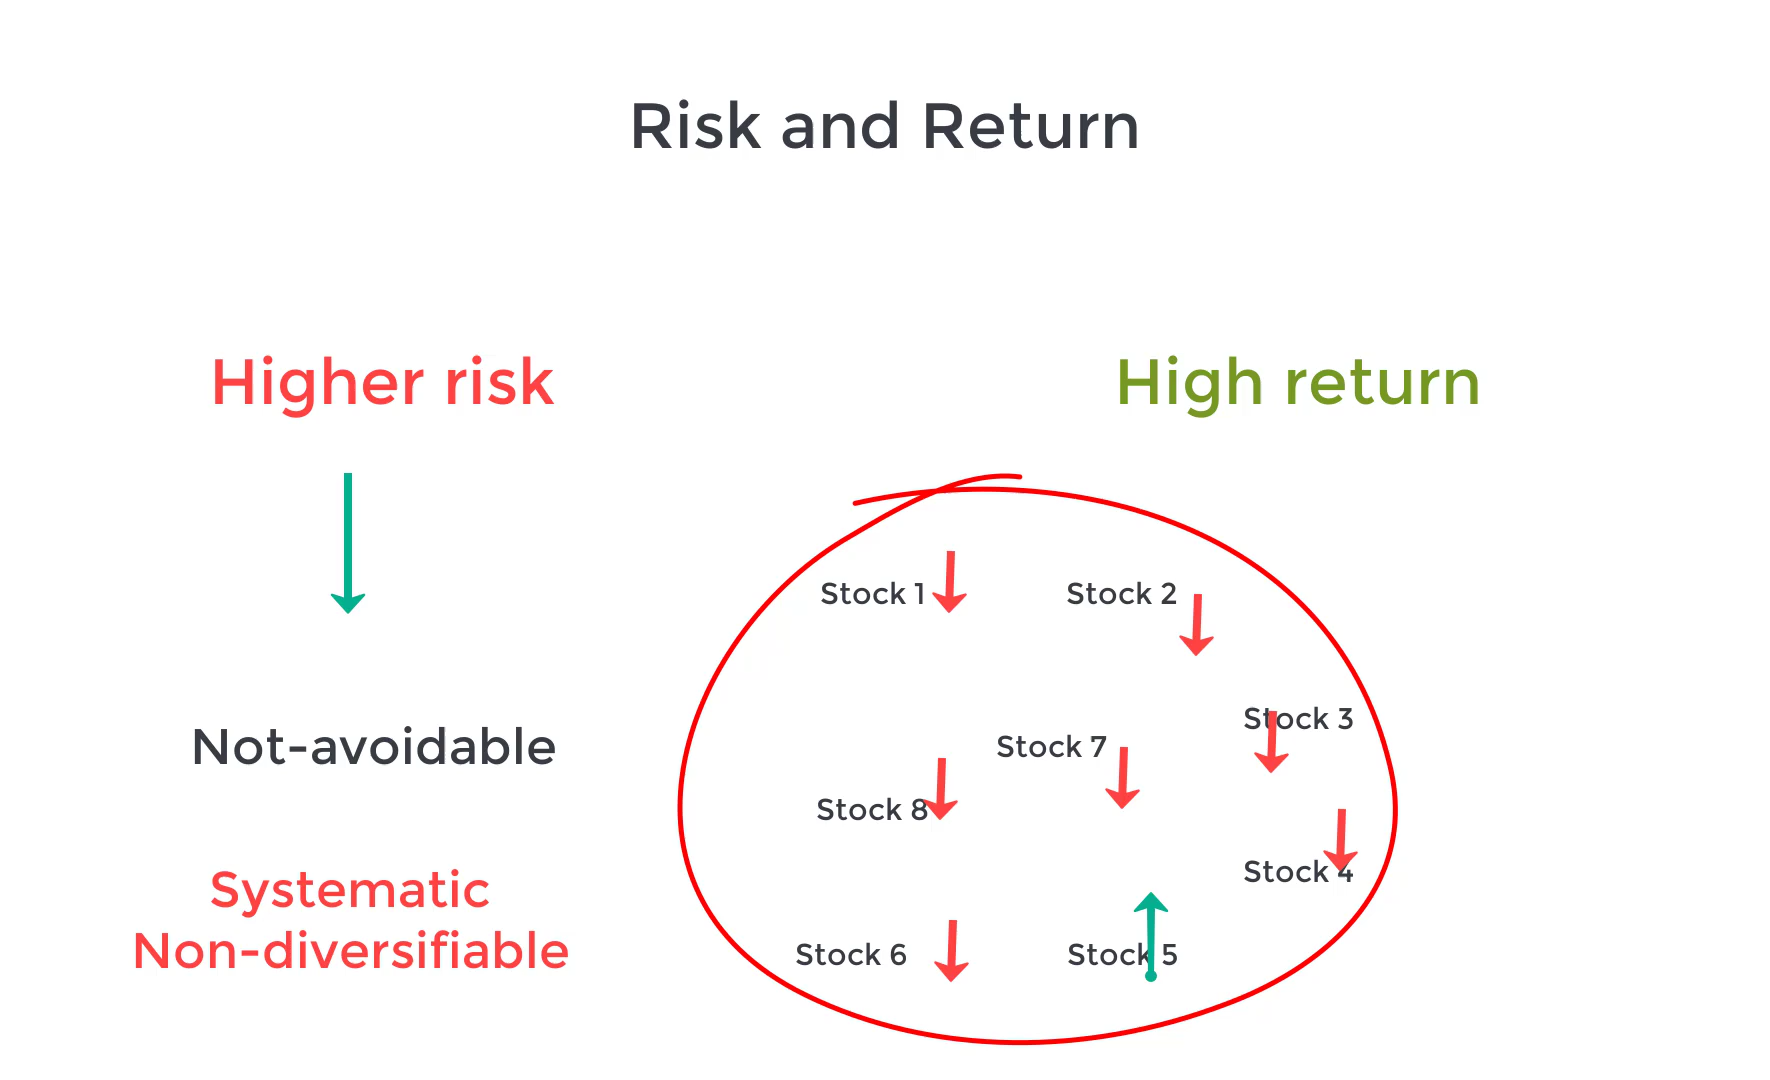 Risk and Return
Higher risk
High return
Stock 1
Stock 2
Stock 3
Not-avoidable
Stock 7
Stock 8
Stock 4
Systematic
Non-diversifiable
Stock 6
Stock 5